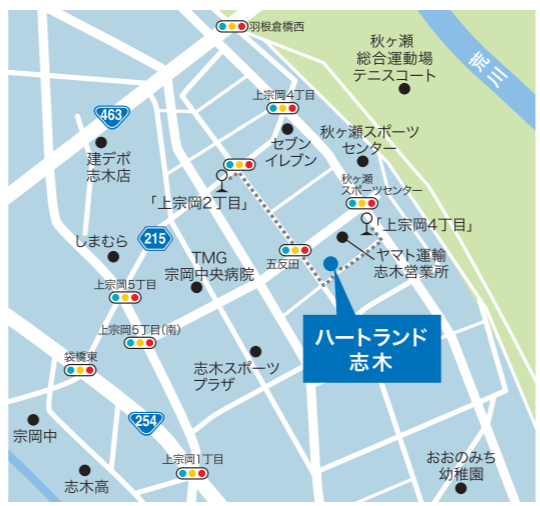 羽根倉橋西
秋ヶ瀬
総合運動場
テニスコート
荒川
上宗岡4丁目
463
建デポ
志木店
セブン
イレブン
秋ヶ瀬スポーツ
センター
「上宗岡2丁目」
秋ヶ瀬
スポーツセンター
「上宗岡4丁目」
しまむら
215
TMG
宗岡中央病院
五反田
ヤマト運輸
志木営業所
上宗岡5丁目
上宗岡5丁目(南)
ハートランド
志木
袋橋東
志木スポーツ
プラザ
254
宗岡中
上宗岡1丁目
志木高
おおのみち
幼稚園